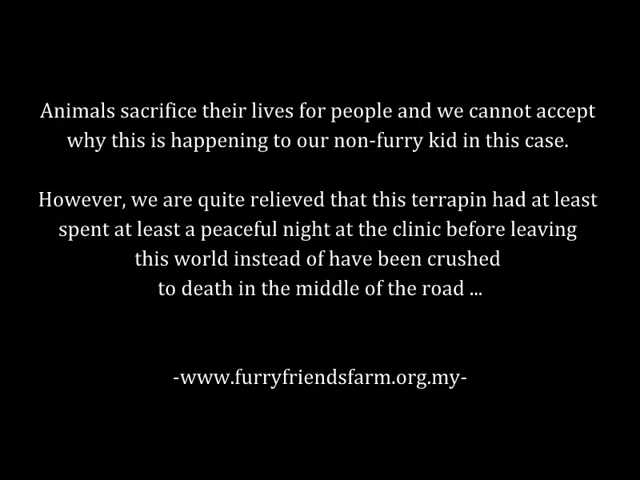 Animals sacrifice their lives for people and we cannot accept
why this is happening to our non-furry kid in this case.
However, we are quite relieved that this terrapin had at least
spent at least a peaceful night at the clinic before leaving
this world instead of have been crushed
to death in the middle of the road ...
-www.furryfriendsfarm.org.my-